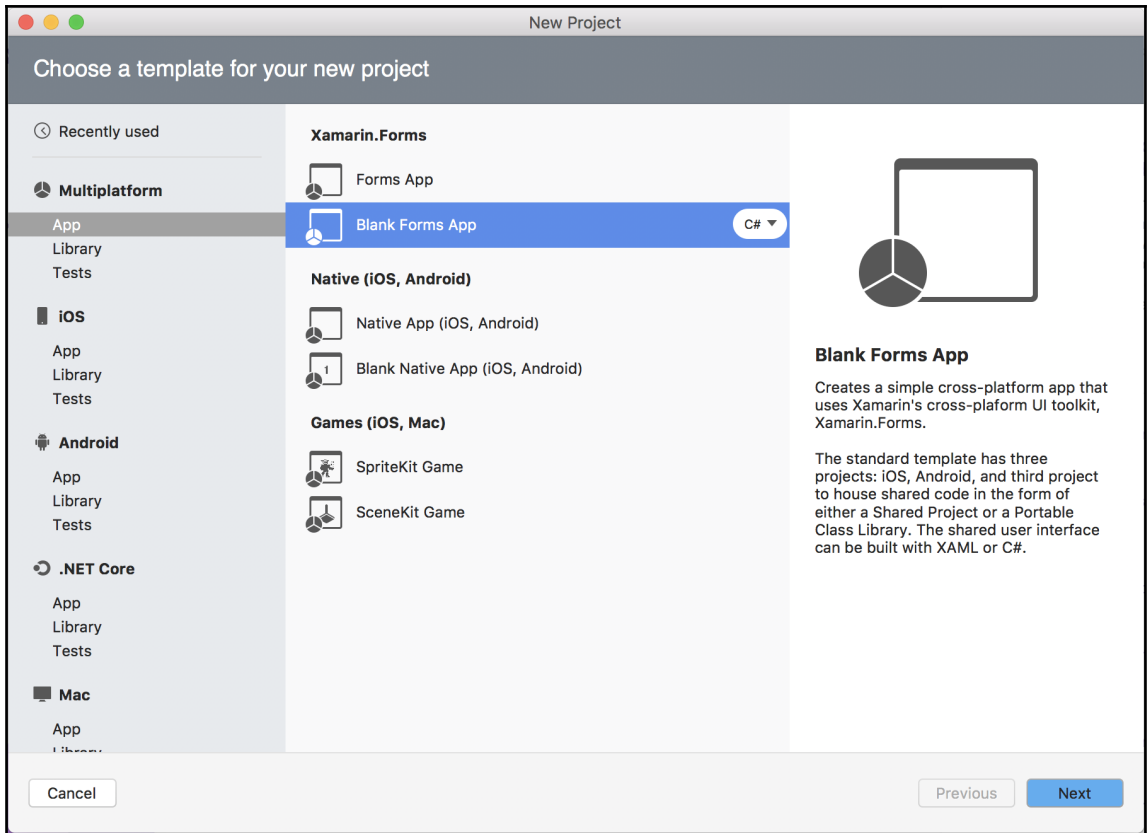 New Project
Choose a template for your new project
Recently used
Multiplatform
App
Library
Tests
iOS
App
Library
Tests
Android
App
Library
Tests
.NET Core
App
Library
Tests
Mac
App
Library
Xamarin.Forms
Forms App
Blank Forms App
C#
Native (iOS, Android)
Native App (iOS, Android)
1
Blank Native App (iOS, Android)
Games (iOS, Mac)
SpriteKit Game
SceneKit Game
Blank Forms App
Creates a simple cross-platform app that
uses Xamarin's cross-plaform UI toolkit,
Xamarin.Forms.
The standard template has three
projects: iOS, Android, and third project
to house shared code in the form of
either a Shared Project or a Portable
Class Library. The shared user interface
can be built with XAML or C#.
Cancel
Previous
Next